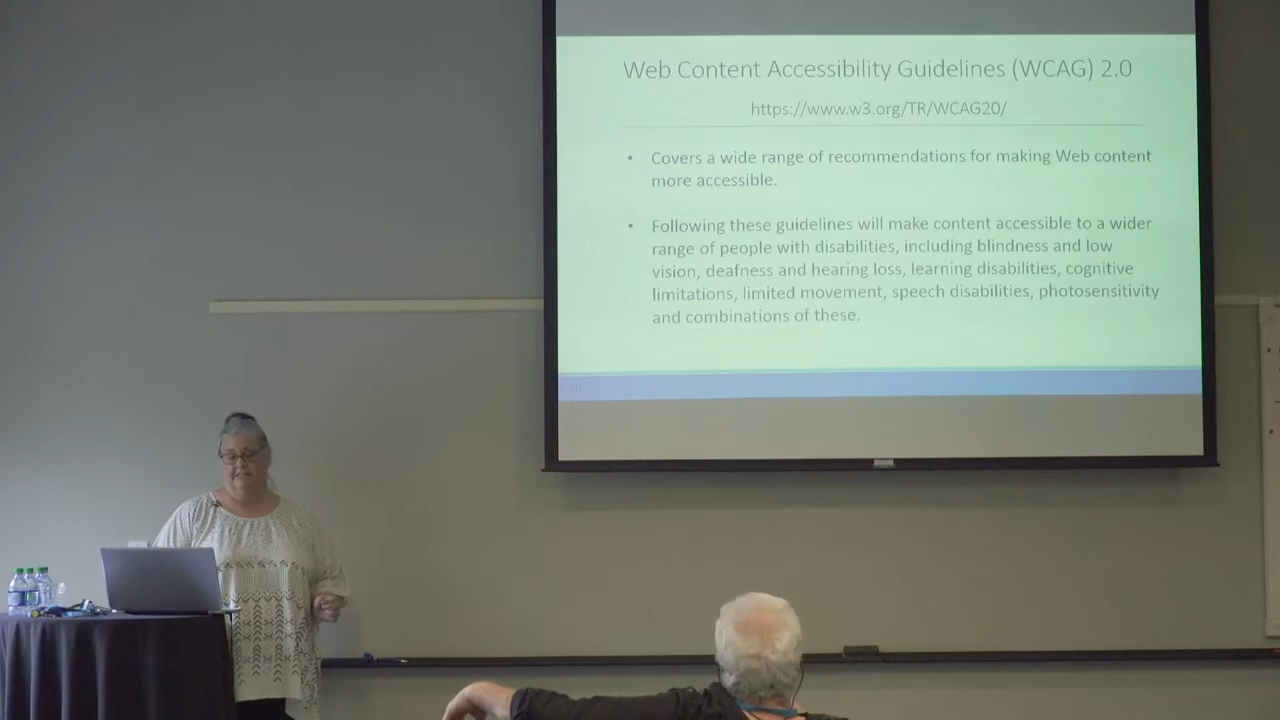 Web Content Accessibility Guidelines (WCAG) 2.0
https://www.w3.org/TR/WCAG20/
• Covers a wide range of recommendations for making Web content
more accessible.
• Following these guidelines will make content accessible to a wider
range of people with disabilities, including blindness and low
vision, deafness and hearing loss, learning disabilities, cognitive
limitations, limited movement, speech disabilities, photosensitivity
and combinations of these.
10